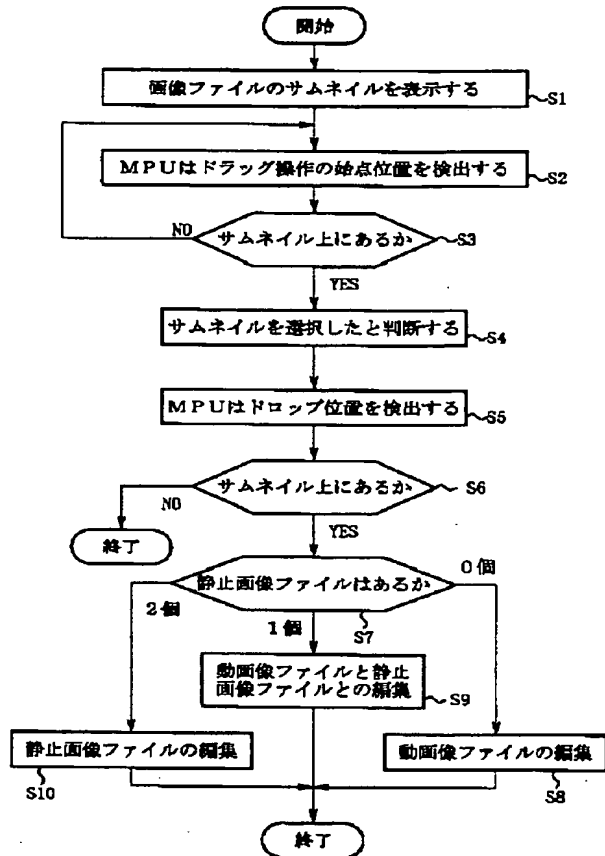 開始
画像ファイルのサムネイルを表示する
S1
MPUはドラッグ操作の始点位置を検出する
S2
サムネイル上にあるか
S3
NO
YES
サムネイルを選択したと判断する
S4
MPUはドロップ位置を検出する
S5
サムネイル上にあるか
S6
NO
YES
終了
静止画像ファイルはあるか
S7
2個
1個
0個
動画像ファイルと静止
画像ファイルとの編集
S9
静止画像ファイルの編集
S10
動画像ファイルの編集
S8
終了